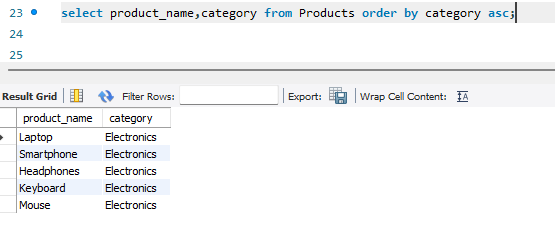 23 select product_name,category from Products order by category asc;
24
25
Result Grid Filter Rows: Export: Wrap Cell Content: IA
product_name category
Laptop Electronics
Smartphone Electronics
Headphones Electronics
Keyboard Electronics
Mouse Electronics